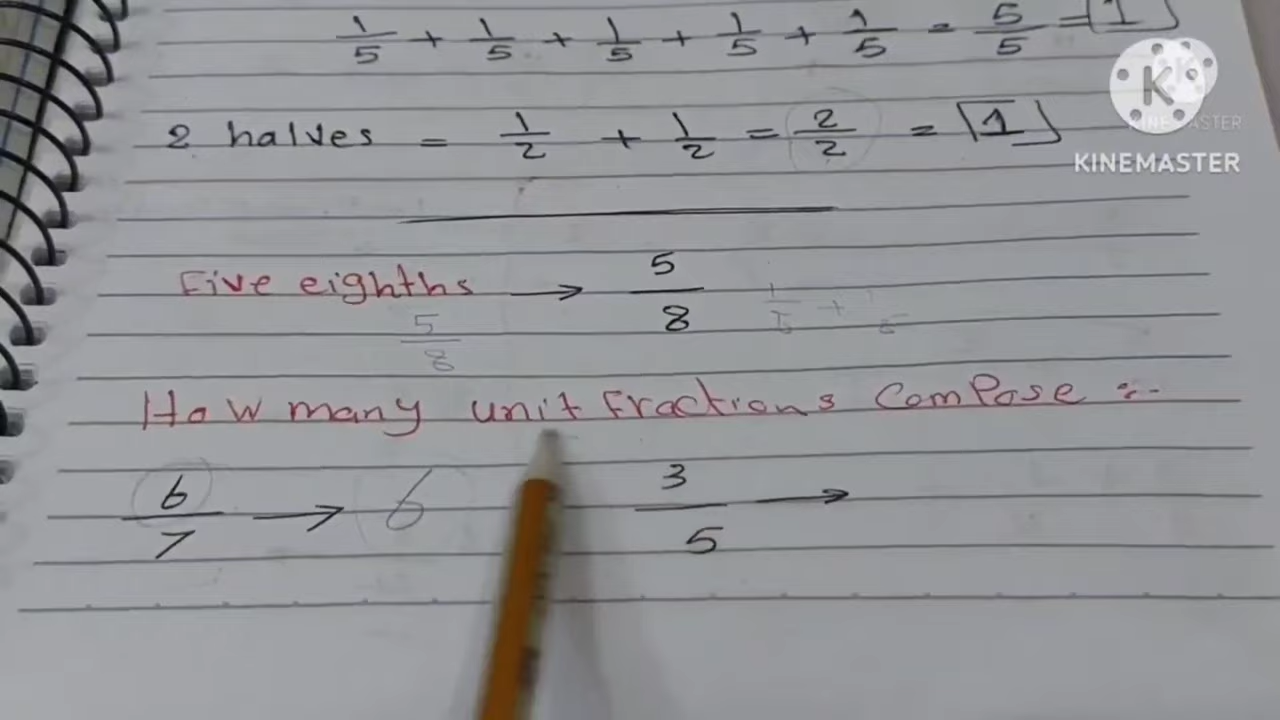 1/5 + 1/5 + 1/5 + 1/5 + 1/5 = 5/5 = 1
KINEMASTER
2 halves = 1/2 + 1/2 = 2/2 = 1
KINEMASTER
Five eighths → 5/8
5/8
How many unit fractions compose :-
6/7 → 6 3/5 →